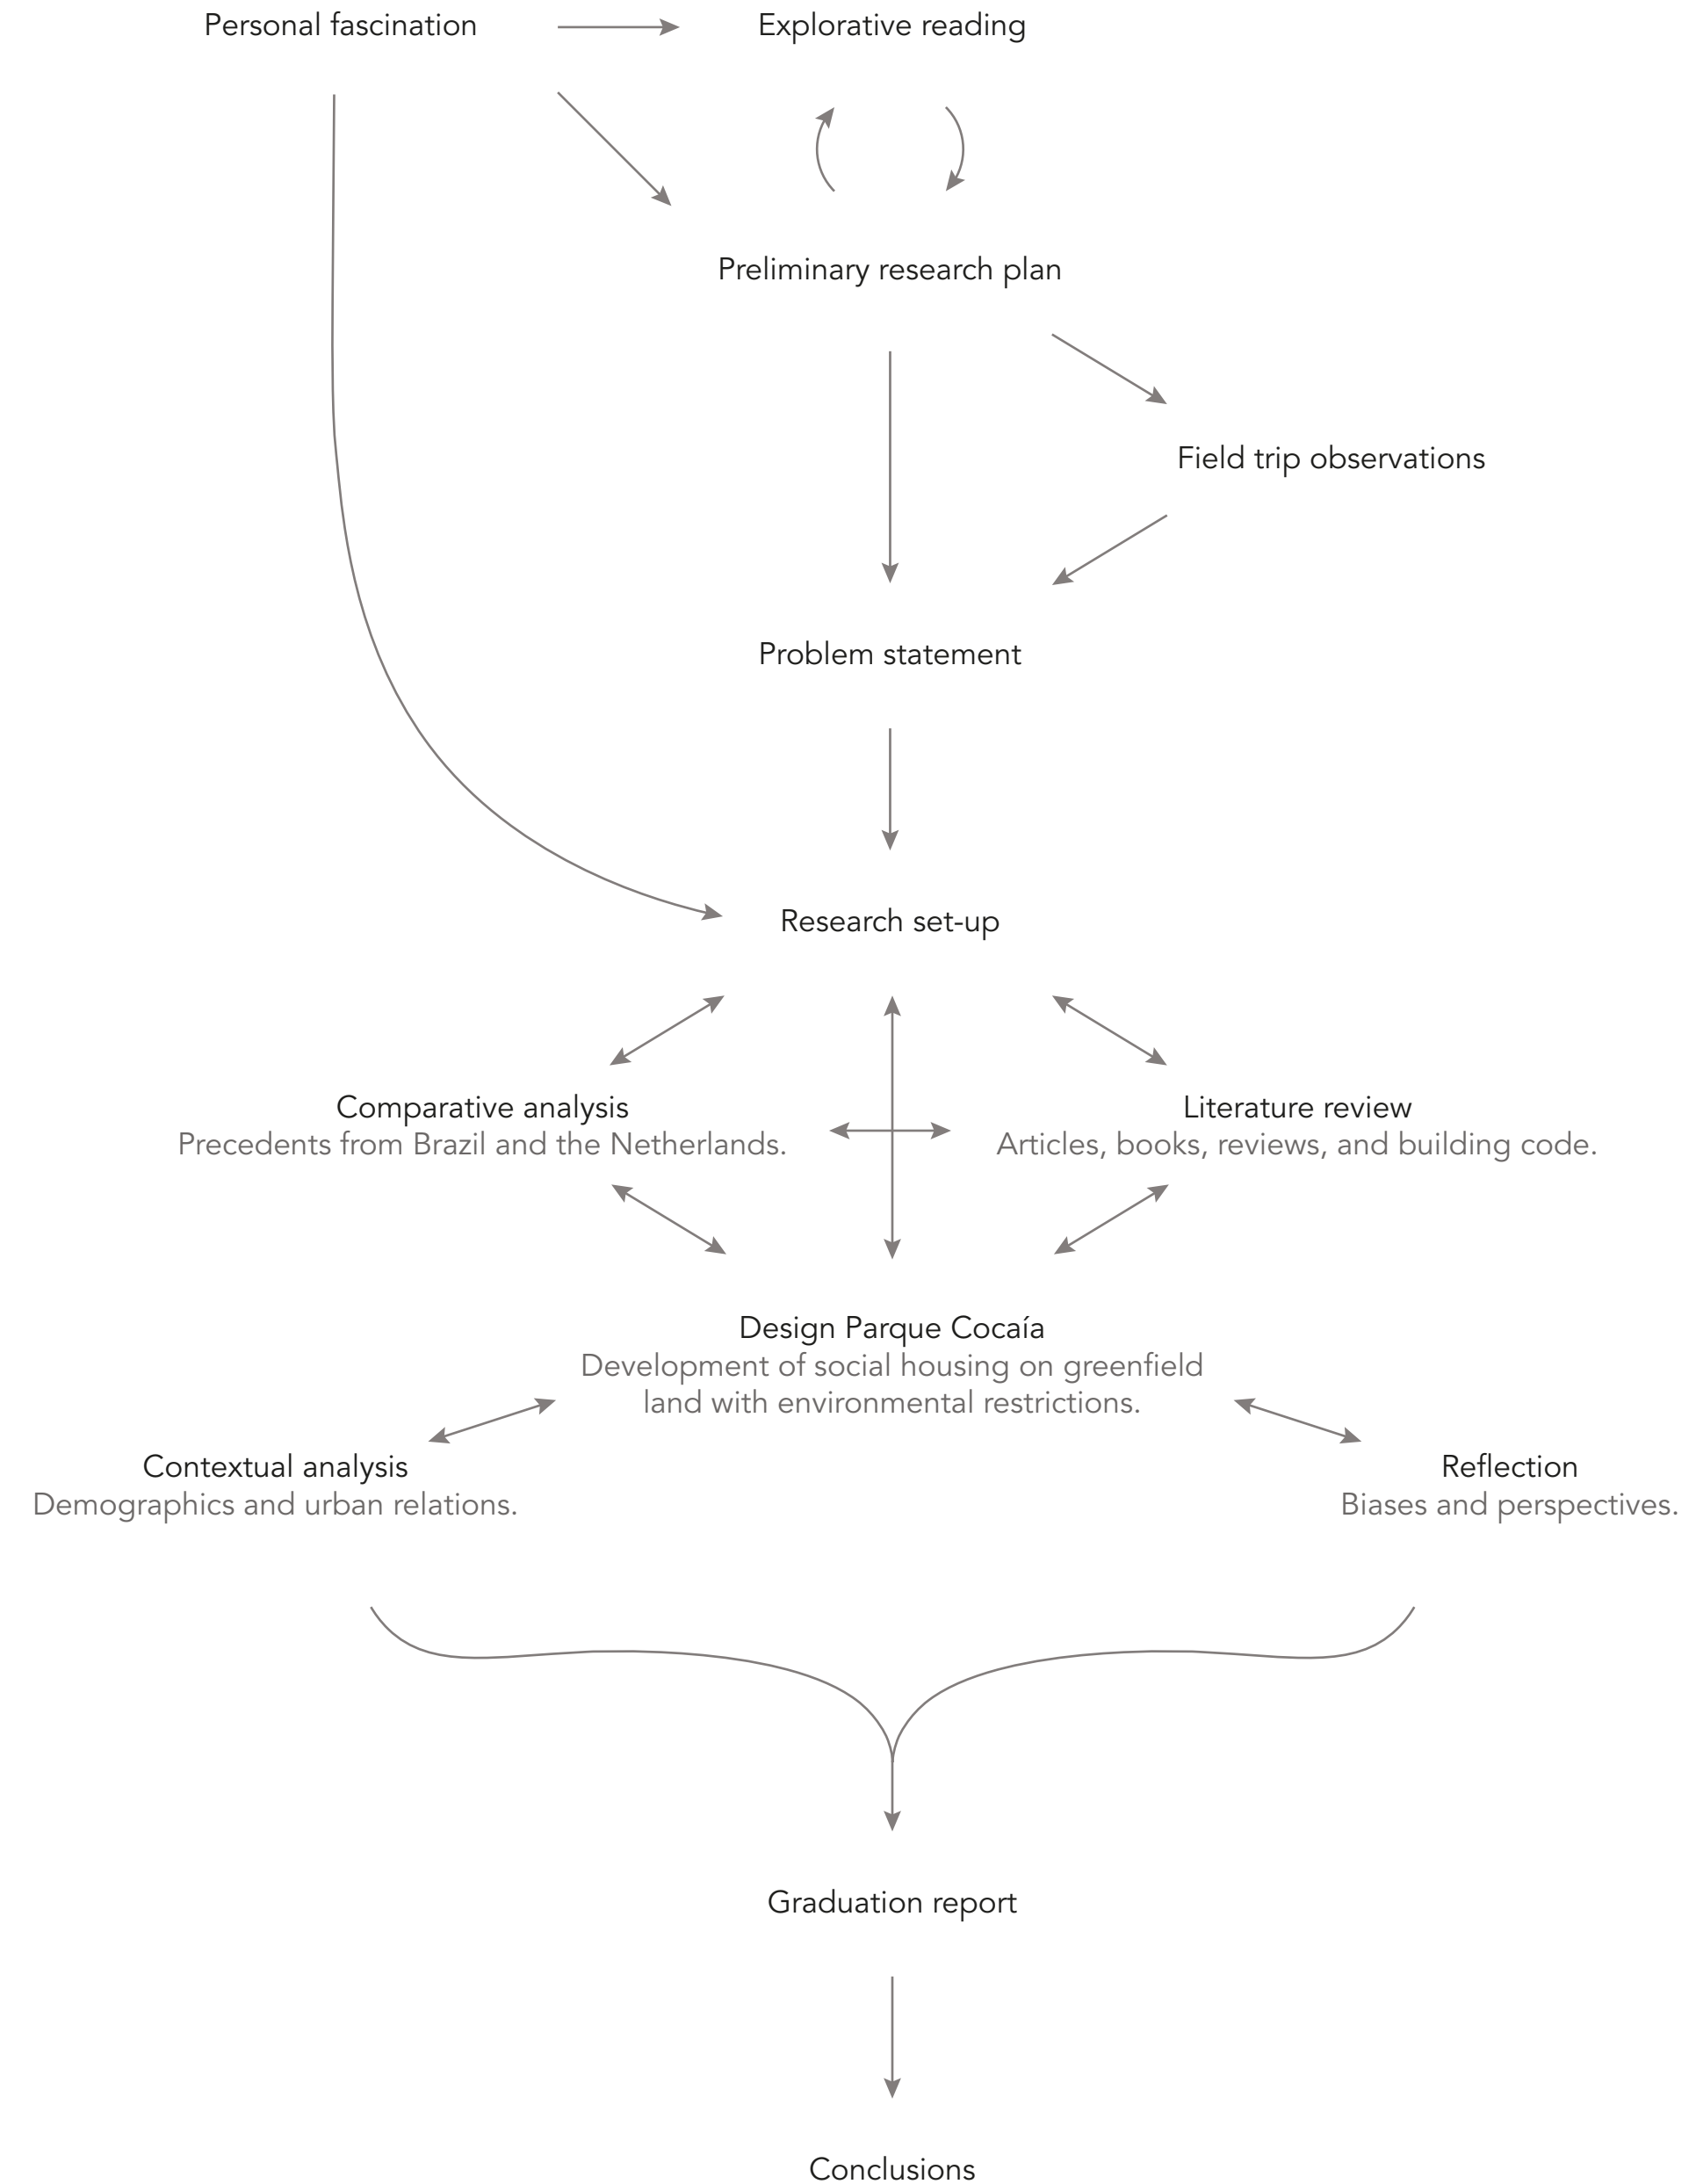 Personal fascination
Explorative reading
Preliminary research plan
Field trip observations
Problem statement
Research set-up
Comparative analysis
Precedents from Brazil and the Netherlands.
Literature review
Articles, books, reviews, and building code.
Design Parque Cocaía
Development of social housing on greenfield
land with environmental restrictions.
Contextual analysis
Demographics and urban relations.
Reflection
Biases and perspectives.
Graduation report
Conclusions